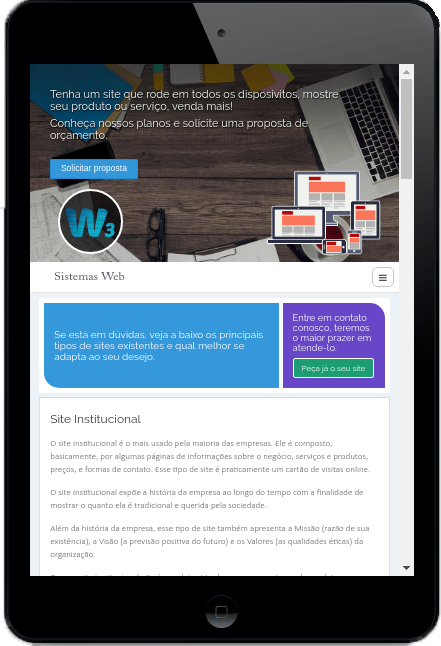 Tenha um site que rode em todos os disposivitos, mostre
seu produto ou serviço, venda mais!
Conheça nossos planos e solicite uma proposta de
orçamento.
Solicitar proposta
W3
Sistemas Web
Se está em dúvidas, veja a baixo os principais
tipos de sites existentes e qual melhor se
adapta ao seu desejo.
Entre em contato
conosco, teremos
o maior prazer em
atende-lo.
Peça já o seu site
Site Institucional
O site institucional é o mais usado pela maioria das empresas. Ele é composto,
basicamente, por algumas páginas de informações sobre o negócio, serviços e produtos,
preços, e formas de contato. Esse tipo de site é praticamente um cartão de visitas online.
O site institucional expõe a história da empresa ao longo do tempo com a finalidade de
mostrar o quanto ela é tradicional e querida pela sociedade.
Além da história da empresa, esse tipo de site também apresenta a Missão (razão de sua
existência), a Visão (a previsão positiva do futuro) e os Valores (as qualidades éticas) da
organização.